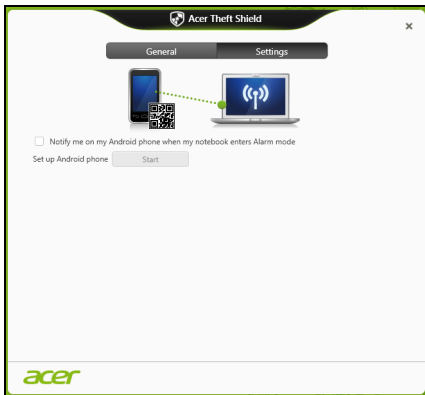 Acer Theft Shield
General Settings
Notify me on my Android phone when my notebook enters Alarm mode
Set up Android phone Start
acer